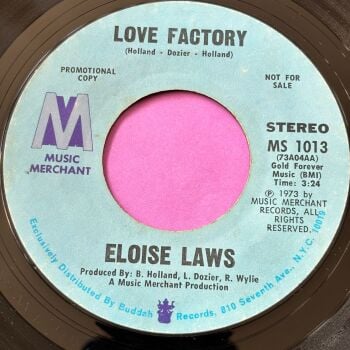 LOVE FACTORY
(Holland - Dozier - Holland)
PROMOTIONAL
COPY
NOT FOR
SALE
M
MUSIC
MERCHANT
STEREO
MS 1013
(73A04AA)
Gold Forever
Music (BMI)
Time: 3:24
℗ 1973 by
MUSIC MERCHANT
RECORDS, ALL
RIGHTS
RESERVED.
ELOISE LAWS
Produced By: B. Holland, L. Dozier, R. Wylie
A Music Merchant Production
Exclusively Distributed By Buddah Records, 810 Seventh Ave., N.Y.C. 10019